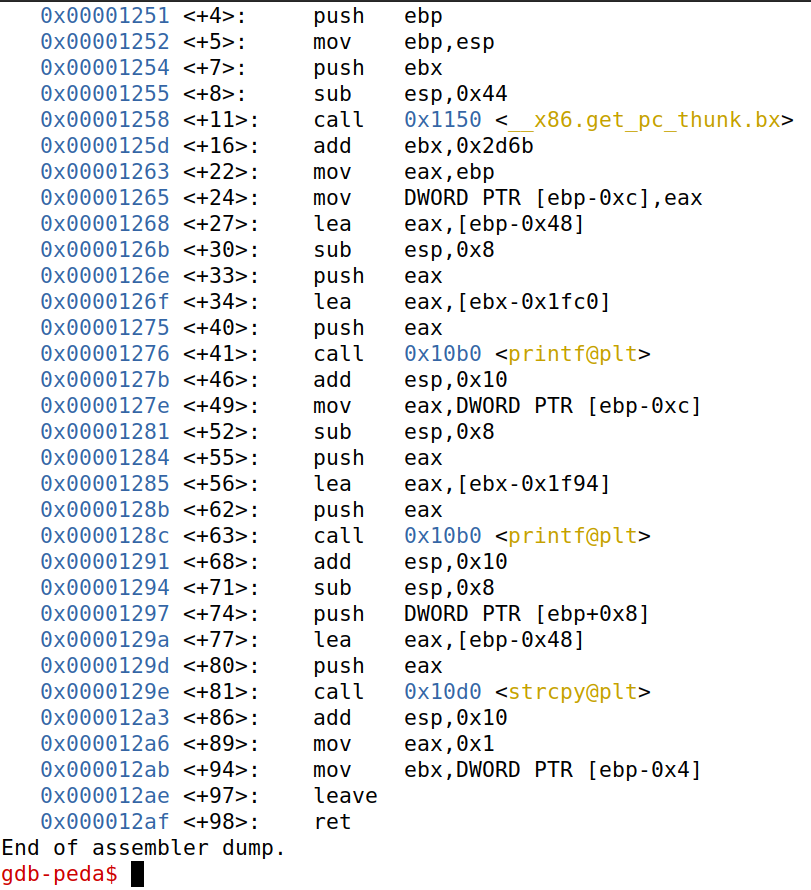 0x00001251 <+4>: push ebp
0x00001252 <+5>: mov ebp,esp
0x00001254 <+7>: push ebx
0x00001255 <+8>: sub esp,0x44
0x00001258 <+11>: call 0x1150 <__x86.get_pc_thunk.bx>
0x0000125d <+16>: add ebx,0x2d6b
0x00001263 <+22>: mov eax,ebp
0x00001265 <+24>: mov DWORD PTR [ebp-0xc],eax
0x00001268 <+27>: lea eax,[ebp-0x48]
0x0000126b <+30>: sub esp,0x8
0x0000126e <+33>: push eax
0x0000126f <+34>: lea eax,[ebx-0x1fc0]
0x00001275 <+40>: push eax
0x00001276 <+41>: call 0x10b0 <printf@plt>
0x0000127b <+46>: add esp,0x10
0x0000127e <+49>: mov eax,DWORD PTR [ebp-0xc]
0x00001281 <+52>: sub esp,0x8
0x00001284 <+55>: push eax
0x00001285 <+56>: lea eax,[ebx-0x1f94]
0x0000128b <+62>: push eax
0x0000128c <+63>: call 0x10b0 <printf@plt>
0x00001291 <+68>: add esp,0x10
0x00001294 <+71>: sub esp,0x8
0x00001297 <+74>: push DWORD PTR [ebp+0x8]
0x0000129a <+77>: lea eax,[ebp-0x48]
0x0000129d <+80>: push eax
0x0000129e <+81>: call 0x10d0 <strcpy@plt>
0x000012a3 <+86>: add esp,0x10
0x000012a6 <+89>: mov eax,0x1
0x000012ab <+94>: mov ebx,DWORD PTR [ebp-0x4]
0x000012ae <+97>: leave
0x000012af <+98>: ret
End of assembler dump.
gdb-peda$